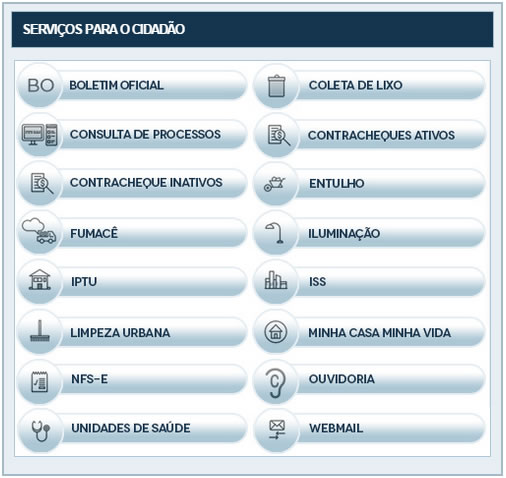 SERVIÇOS PARA O CIDADÃO
BO BOLETIM OFICIAL
COLETA DE LIXO
CONSULTA DE PROCESSOS
CONTRACHEQUES ATIVOS
CONTRACHEQUE INATIVOS
ENTULHO
FUMACÊ
ILUMINAÇÃO
IPTU
ISS
LIMPEZA URBANA
MINHA CASA MINHA VIDA
NFS-E
OUVIDORIA
UNIDADES DE SAÚDE
WEBMAIL